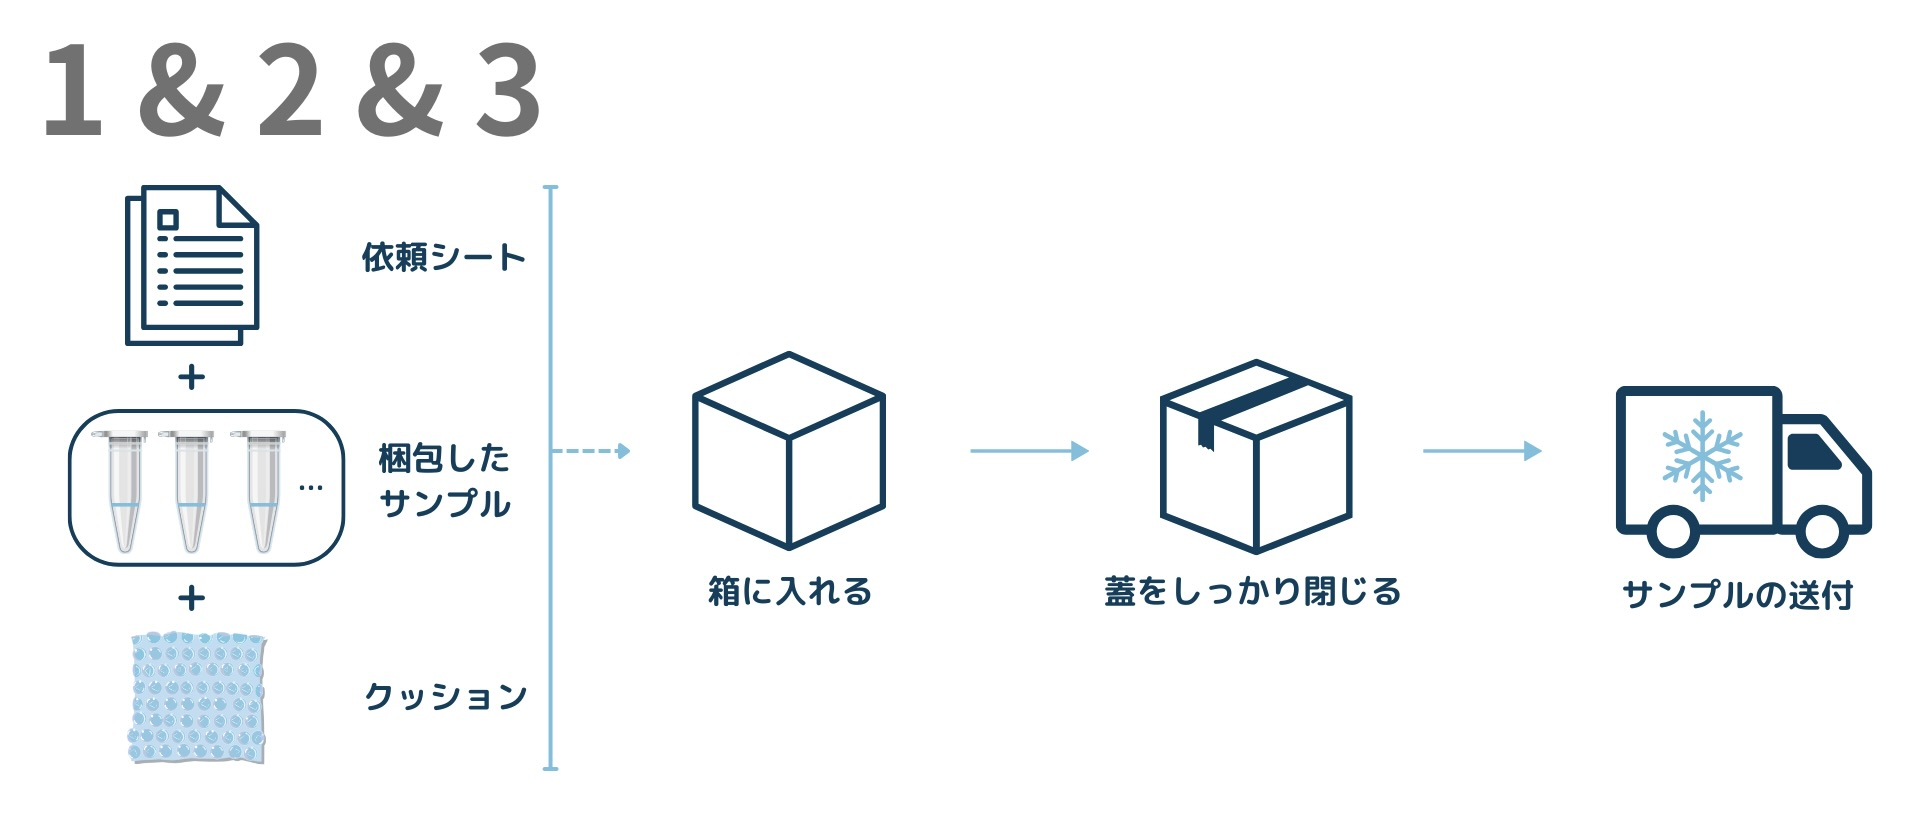 1 & 2 & 3
依頼シート
+
梱包した
サンプル
...
+
クッション
箱に入れる
蓋をしっかり閉じる
サンプルの送付